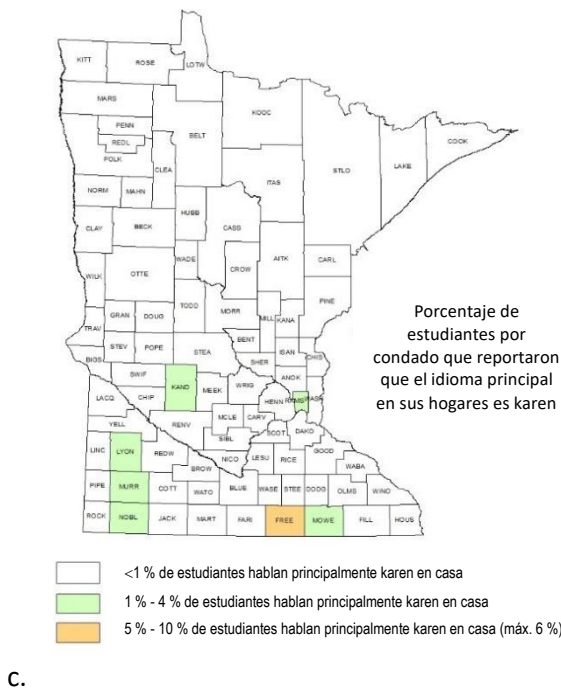 KITT ROSE LOTW
MARS KOOC
PENN BELT COOK
REDL LAKE
POLK CLEA STLO
ITAS
NORM MAHN
HUBB
CLAY BECK CASS
WADE AITK CARL
WILK OTTE CROW
TODD PINE
MORR MILL KANA
GRAN DOUG
TRAV BENT
STEV POPE STEA ISAN CHIS
BIGS SHER
SWIF ANOK
KAND WRIG
LACQ CHIP MEEK HENN RAMS WASH
MCLE CARV
YELL RENV SCOT DAKO
SIBL
LINC LYON REDW NICO LESU RICE GOOD
BROW WABA
PIPE MURR COTT WATO BLUE WASE STEE DODG OLMS WINO
ROCK NOBL JACK MART FARI FREE MOWE FILL HOUS
Porcentaje de
estudiantes por
condado que reportaron
que el idioma principal
en sus hogares es karen
<1 % de estudiantes hablan principalmente karen en casa
1 % - 4 % de estudiantes hablan principalmente karen en casa
5 % - 10 % de estudiantes hablan principalmente karen en casa (máx. 6 %)
c.